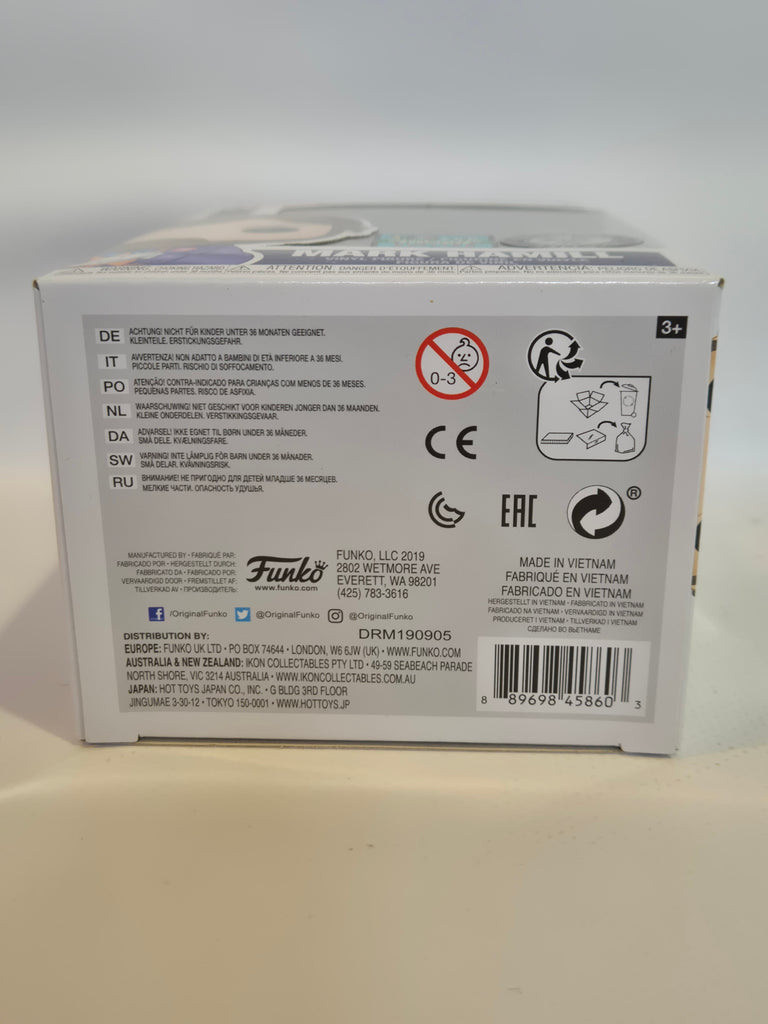 MARK HAMILL
WARNING: CHOKING HAZARD ATTENTION: DANGER D'ÉTOUFFEMENT ADVERTENCIA: PELIGRO DE
3+
DE ACHTUNG! NICHT FÜR KINDER UNTER 36 MONATEN GEEIGNET.
KLEINTEILE. ERSTICKUNGSGEFAHR.
IT AVVERTENZA! NON ADATTO A BAMBINI DI ETÀ INFERIORE A 36 MESI.
PICCOLE PARTI. RISCHIO DI SOFFOCAMENTO.
PO ATENÇÃO! CONTRA-INDICADO PARA CRIANÇAS COM MENOS DE 36 MESES.
PEQUENAS PARTES. RISCO DE ASFIXIA.
NL WAARSCHUWING! NIET GESCHIKT VOOR KINDEREN JONGER DAN 36 MAANDEN.
KLEINE ONDERDELEN. VERSTIKKINGSGEVAAR.
DA ADVARSEL! IKKE EGNET TIL BØRN UNDER 36 MÅNEDER.
SMÅ DELE. KVÆLNINGSFARE.
SW VARNING! INTE LÄMPLIG FÖR BARN UNDER 36 MÅNADER.
SMÅ DELAR. KVÄVNINGSRISK.
RU ВНИМАНИЕ! НЕ ПРИГОДНО ДЛЯ ДЕТЕЙ МЛАДШЕ 36 МЕСЯЦЕВ.
МЕЛКИЕ ЧАСТИ. ОПАСНОСТЬ УДУШЬЯ.
0-3
CE
EAC
®
MANUFACTURED BY • FABRIQUÉ PAR:
FABRICADO POR • HERGESTELLT DURCH:
FABBRICATO DA • FABRICADO POR:
VERVAARDIGD DOOR • FREMSTILLET AF:
TILLVERKAD AV • ПРОИЗВОДИТЕЛЬ:
Funko
www.funko.com
FUNKO, LLC 2019
2802 WETMORE AVE
EVERETT, WA 98201
(425) 783-3616
/OriginalFunko @OriginalFunko @OriginalFunko
DRM190905
DISTRIBUTION BY:
EUROPE: FUNKO UK LTD • PO BOX 74644 • LONDON, W6 6JW (UK) • WWW.FUNKO.COM
AUSTRALIA & NEW ZEALAND: IKON COLLECTABLES PTY LTD • 49-59 SEABEACH PARADE
NORTH SHORE, VIC 3214 AUSTRALIA • WWW.IKONCOLLECTABLES.COM.AU
JAPAN: HOT TOYS JAPAN CO., INC. • G BLDG 3RD FLOOR
JINGUMAE 3-30-12 • TOKYO 150-0001 • WWW.HOTTOYS.JP
MADE IN VIETNAM
FABRIQUÉ EN VIETNAM
FABRICADO EN VIETNAM
HERGESTELLT IN VIETNAM • FABBRICATO IN VIETNAM
FABRICADO NA VIETNAM • VERVAARDIGD IN VIETNAM
PRODUCERET I VIETNAM • TILLVERKAD I VIETNAM
СДЕЛАНО ВО ВЬЕТНАМЕ
8 89698 45860 3